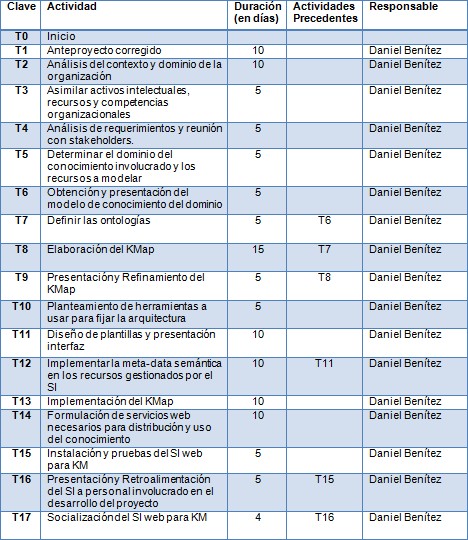 Clave Actividad Duración (en días) Actividades Precedentes Responsable
T0 Inicio
T1 Anteproyecto corregido 10 Daniel Benítez
T2 Análisis del contexto y dominio de la 10 Daniel Benítez
organización
T3 Asimilar activos intelectuales, 5 Daniel Benítez
recursos y competencias
organizacionales
T4 Análisis de requerimientos y reunión 5 Daniel Benítez
con stakeholders.
T5 Determinar el dominio del 5 Daniel Benítez
conocimiento involucrado y los
recursos a modelar
T6 Obtención y presentación del 5 Daniel Benítez
modelo de conocimiento del dominio
T7 Definir las ontologías 5 T6 Daniel Benítez
T8 Elaboración del KMap 15 T7 Daniel Benítez
T9 Presentación y Refinamiento del 5 T8 Daniel Benítez
KMap
T10 Planteamiento de herramientas a 5 Daniel Benítez
usar para fijar la arquitectura
T11 Diseño de plantillas y presentación 10 Daniel Benítez
interfaz
T12 Implementar la meta-data semántica 10 T11 Daniel Benítez
en los recursos gestionados por el
SI
T13 Implementación del KMap 10 Daniel Benítez
T14 Formulación de servicios web 10 Daniel Benítez
necesarios para distribución y uso
del conocimiento
T15 Instalación y pruebas del SI web 5 Daniel Benítez
para KM
T16 Presentación y Retroalimentación 5 T15 Daniel Benítez
del SI a personal involucrado en el
desarrollo del proyecto
T17 Socialización del SI web para KM 4 T16 Daniel Benítez